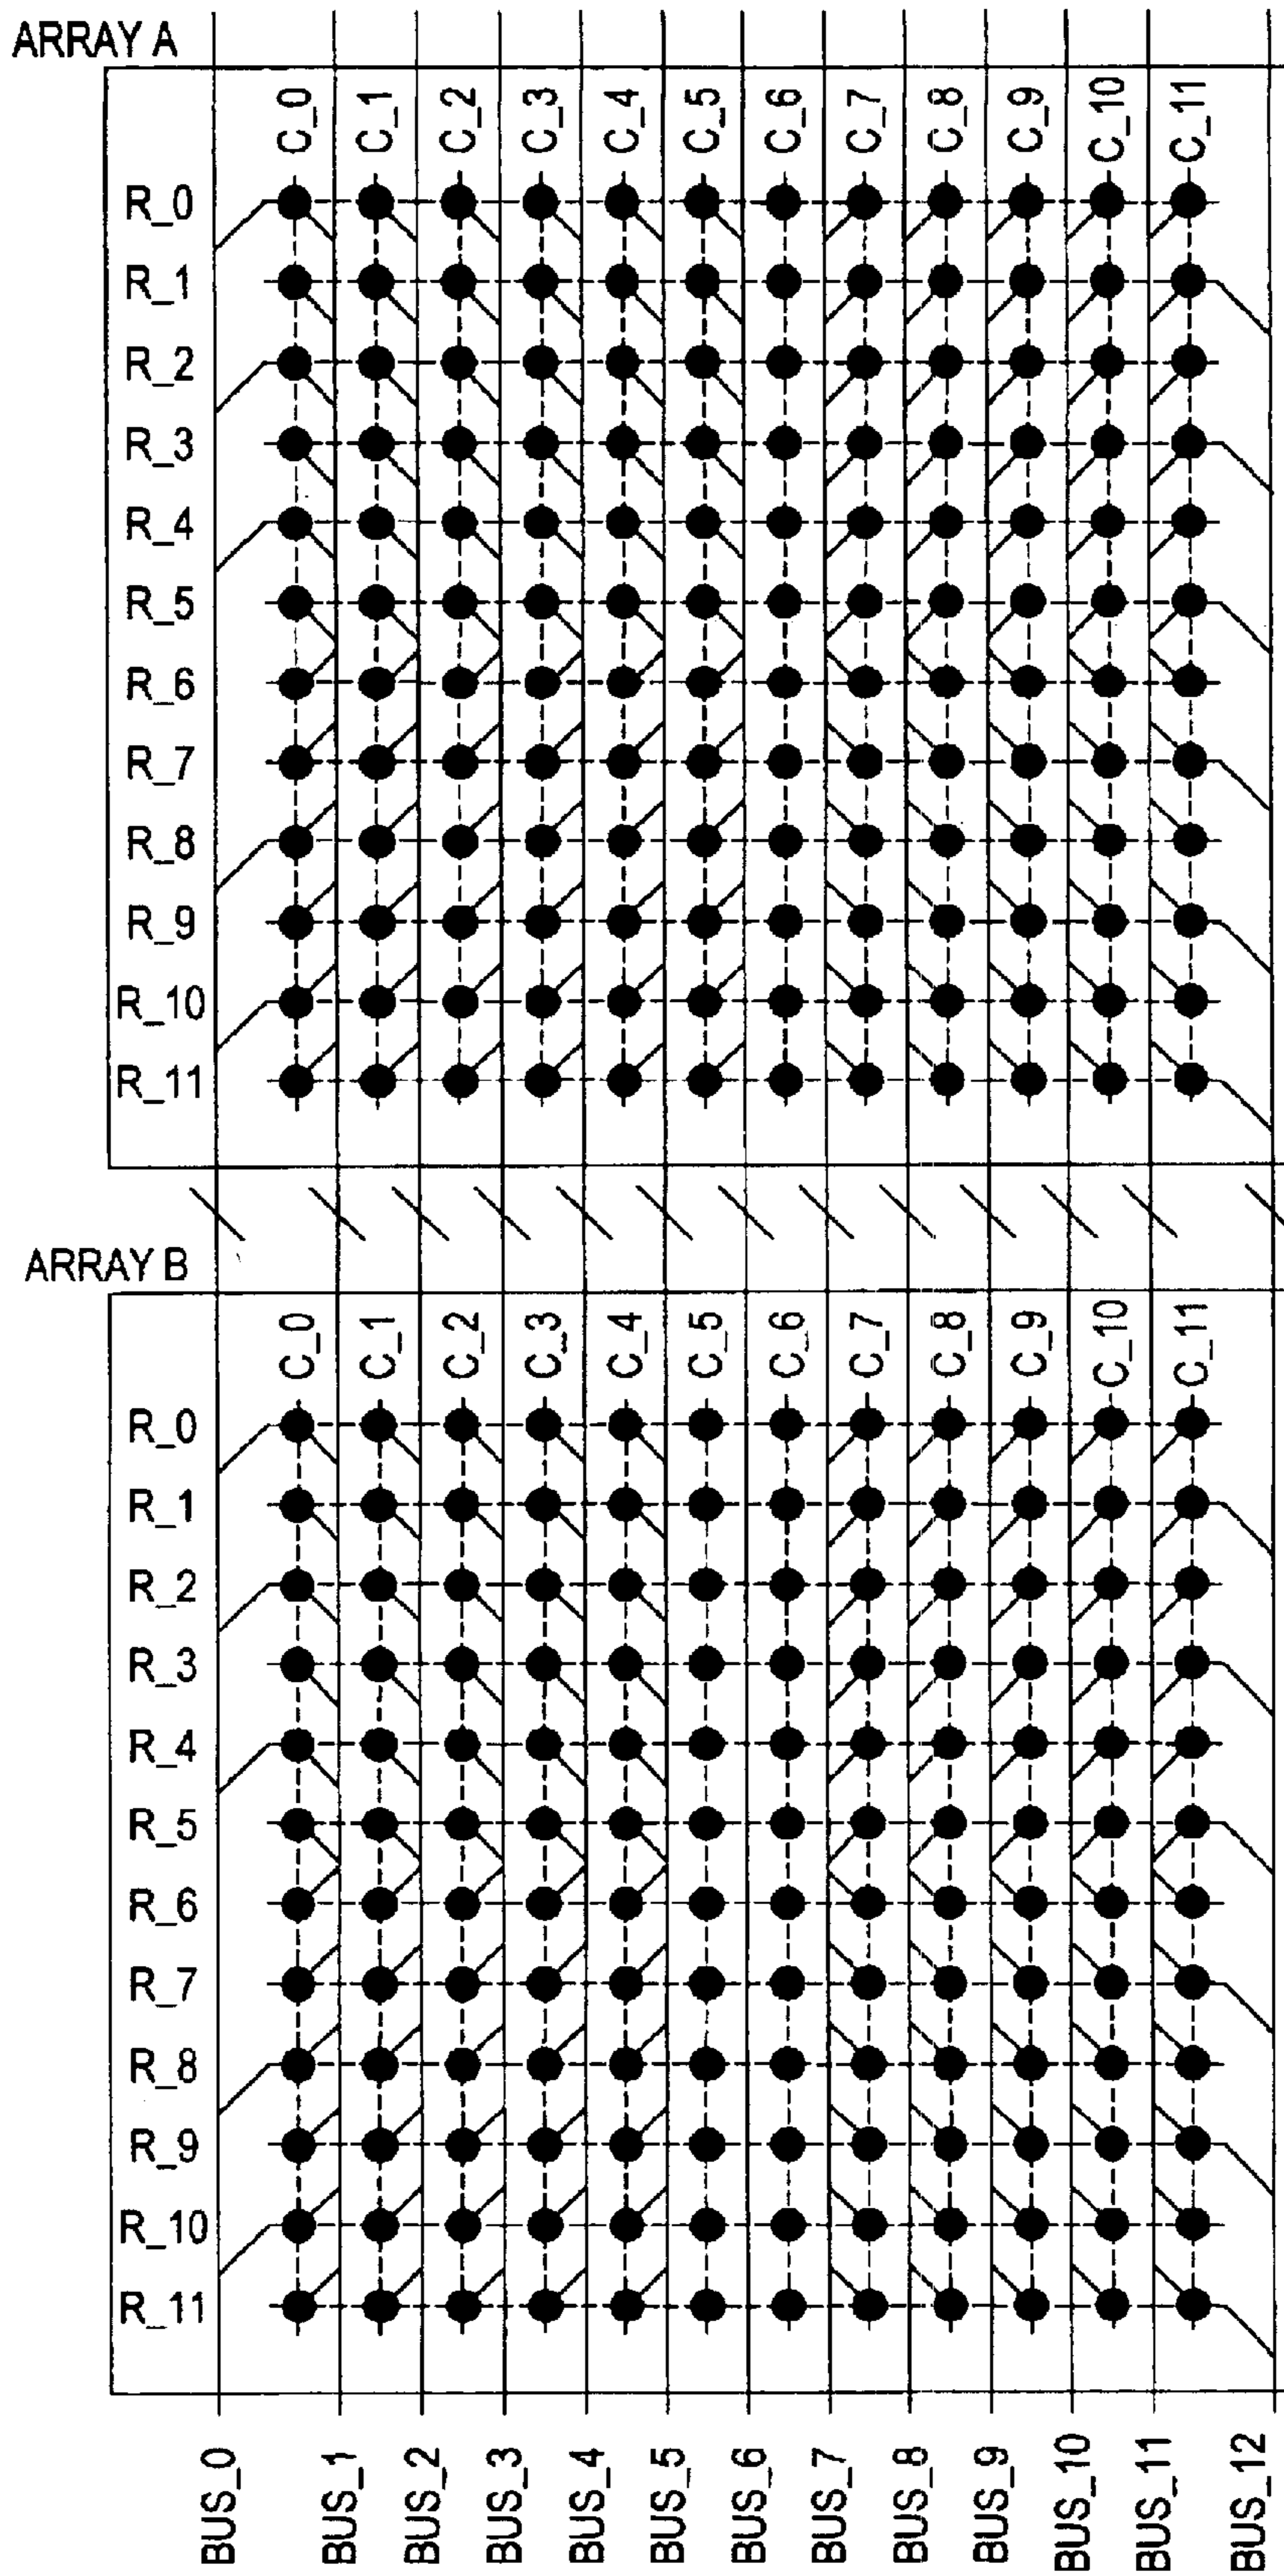 ARRAY A
C_0 C_1 C_2 C_3 C_4 C_5 C_6 C_7 C_8 C_9 C_10 C_11
R_0
R_1
R_2
R_3
R_4
R_5
R_6
R_7
R_8
R_9
R_10
R_11
ARRAY B
C_0 C_1 C_2 C_3 C_4 C_5 C_6 C_7 C_8 C_9 C_10 C_11
R_0
R_1
R_2
R_3
R_4
R_5
R_6
R_7
R_8
R_9
R_10
R_11
BUS_0 BUS_1 BUS_2 BUS_3 BUS_4 BUS_5 BUS_6 BUS_7 BUS_8 BUS_9 BUS_10 BUS_11 BUS_12